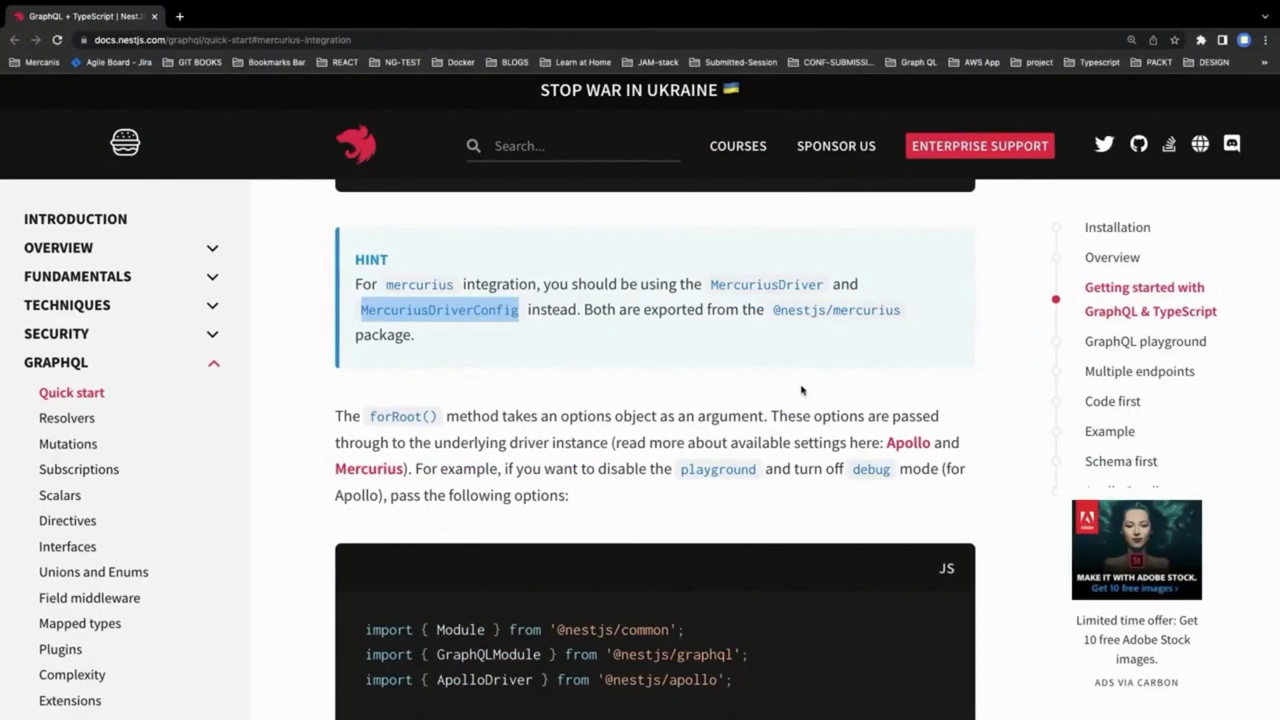 GraphQL + TypeScript | NestJS
docs.nestjs.com/graphql/quick-start#mercurius-integration
Mercanis
Agile Board - Jira
GIT BOOKS
Bookmarks Bar
REACT
NG-TEST
Docker
BLOGS
Learn at Home
JAM-stack
Submitted-Session
CONF-SUBMISSI...
Graph QL
AWS App
project
Typescript
PACKT
DESIGN
»
STOP WAR IN UKRAINE 🇺🇦
Search...
COURSES
SPONSOR US
ENTERPRISE SUPPORT
INTRODUCTION
OVERVIEW
FUNDAMENTALS
TECHNIQUES
SECURITY
GRAPHQL
Quick start
Resolvers
Mutations
Subscriptions
Scalars
Directives
Interfaces
Unions and Enums
Field middleware
Mapped types
Plugins
Complexity
Extensions
HINT
For mercurius integration, you should be using the MercuriusDriver and
MercuriusDriverConfig instead. Both are exported from the @nestjs/mercurius
package.
The forRoot() method takes an options object as an argument. These options are passed
through to the underlying driver instance (read more about available settings here: Apollo and
Mercurius). For example, if you want to disable the playground and turn off debug mode (for
Apollo), pass the following options:
JS
import { Module } from '@nestjs/common';
import { GraphQLModule } from '@nestjs/graphql';
import { ApolloDriver } from '@nestjs/apollo';
Installation
Overview
Getting started with
GraphQL & TypeScript
GraphQL playground
Multiple endpoints
Code first
Example
Schema first
Adobe
St
MAKE IT WITH ADOBE STOCK.
Get 10 free images ›
Limited time offer: Get
10 free Adobe Stock
images.
ADS VIA CARBON